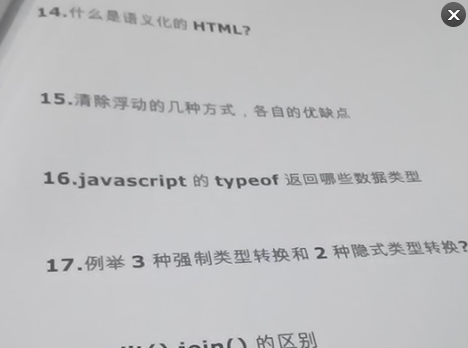 14.什么是语义化的 HTML?
15.清除浮动的几种方式，各自的优缺点
16.javascript 的 typeof 返回哪些数据类型
17.例举 3 种强制类型转换和 2 种隐式类型转换?
join() 的区别